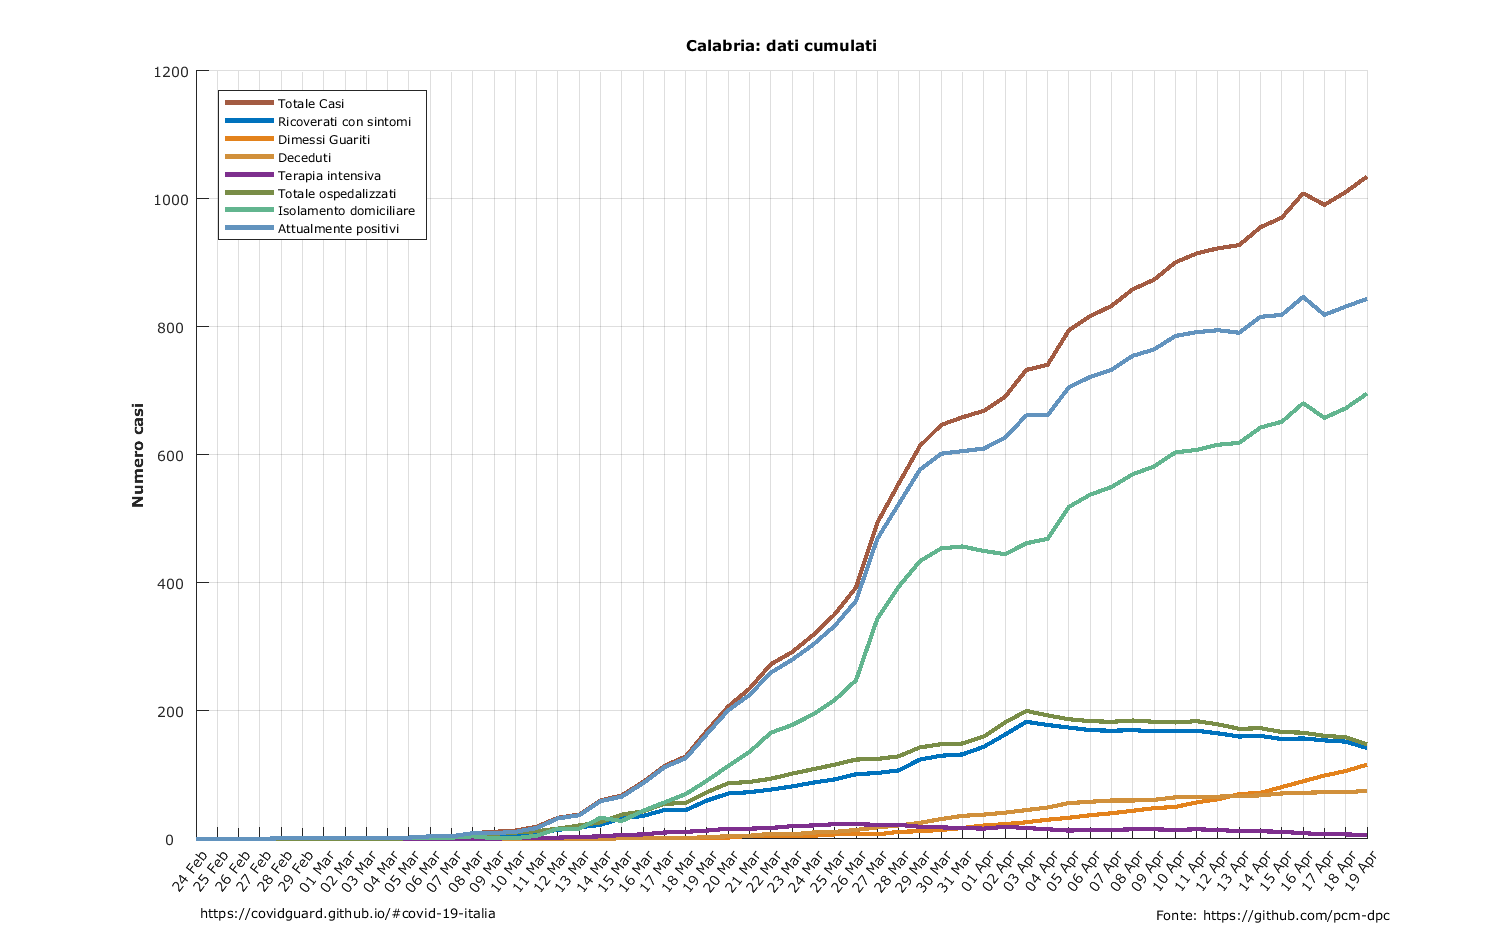 Calabria: dati cumulati
1200
1000
800
600
400
200
0
Numero casi
Totale Casi
Ricoverati con sintomi
Dimessi Guariti
Deceduti
Terapia intensiva
Totale ospedalizzati
Isolamento domiciliare
Attualmente positivi
24 Feb
25 Feb
26 Feb
27 Feb
28 Feb
29 Feb
01 Mar
02 Mar
03 Mar
04 Mar
05 Mar
06 Mar
07 Mar
08 Mar
09 Mar
10 Mar
11 Mar
12 Mar
13 Mar
14 Mar
15 Mar
16 Mar
17 Mar
18 Mar
19 Mar
20 Mar
21 Mar
22 Mar
23 Mar
24 Mar
25 Mar
26 Mar
27 Mar
28 Mar
29 Mar
30 Mar
31 Mar
01 Apr
02 Apr
03 Apr
04 Apr
05 Apr
06 Apr
07 Apr
08 Apr
09 Apr
10 Apr
11 Apr
12 Apr
13 Apr
14 Apr
15 Apr
16 Apr
17 Apr
18 Apr
19 Apr
https://covidguard.github.io/#covid-19-italia
Fonte: https://github.com/pcm-dpc